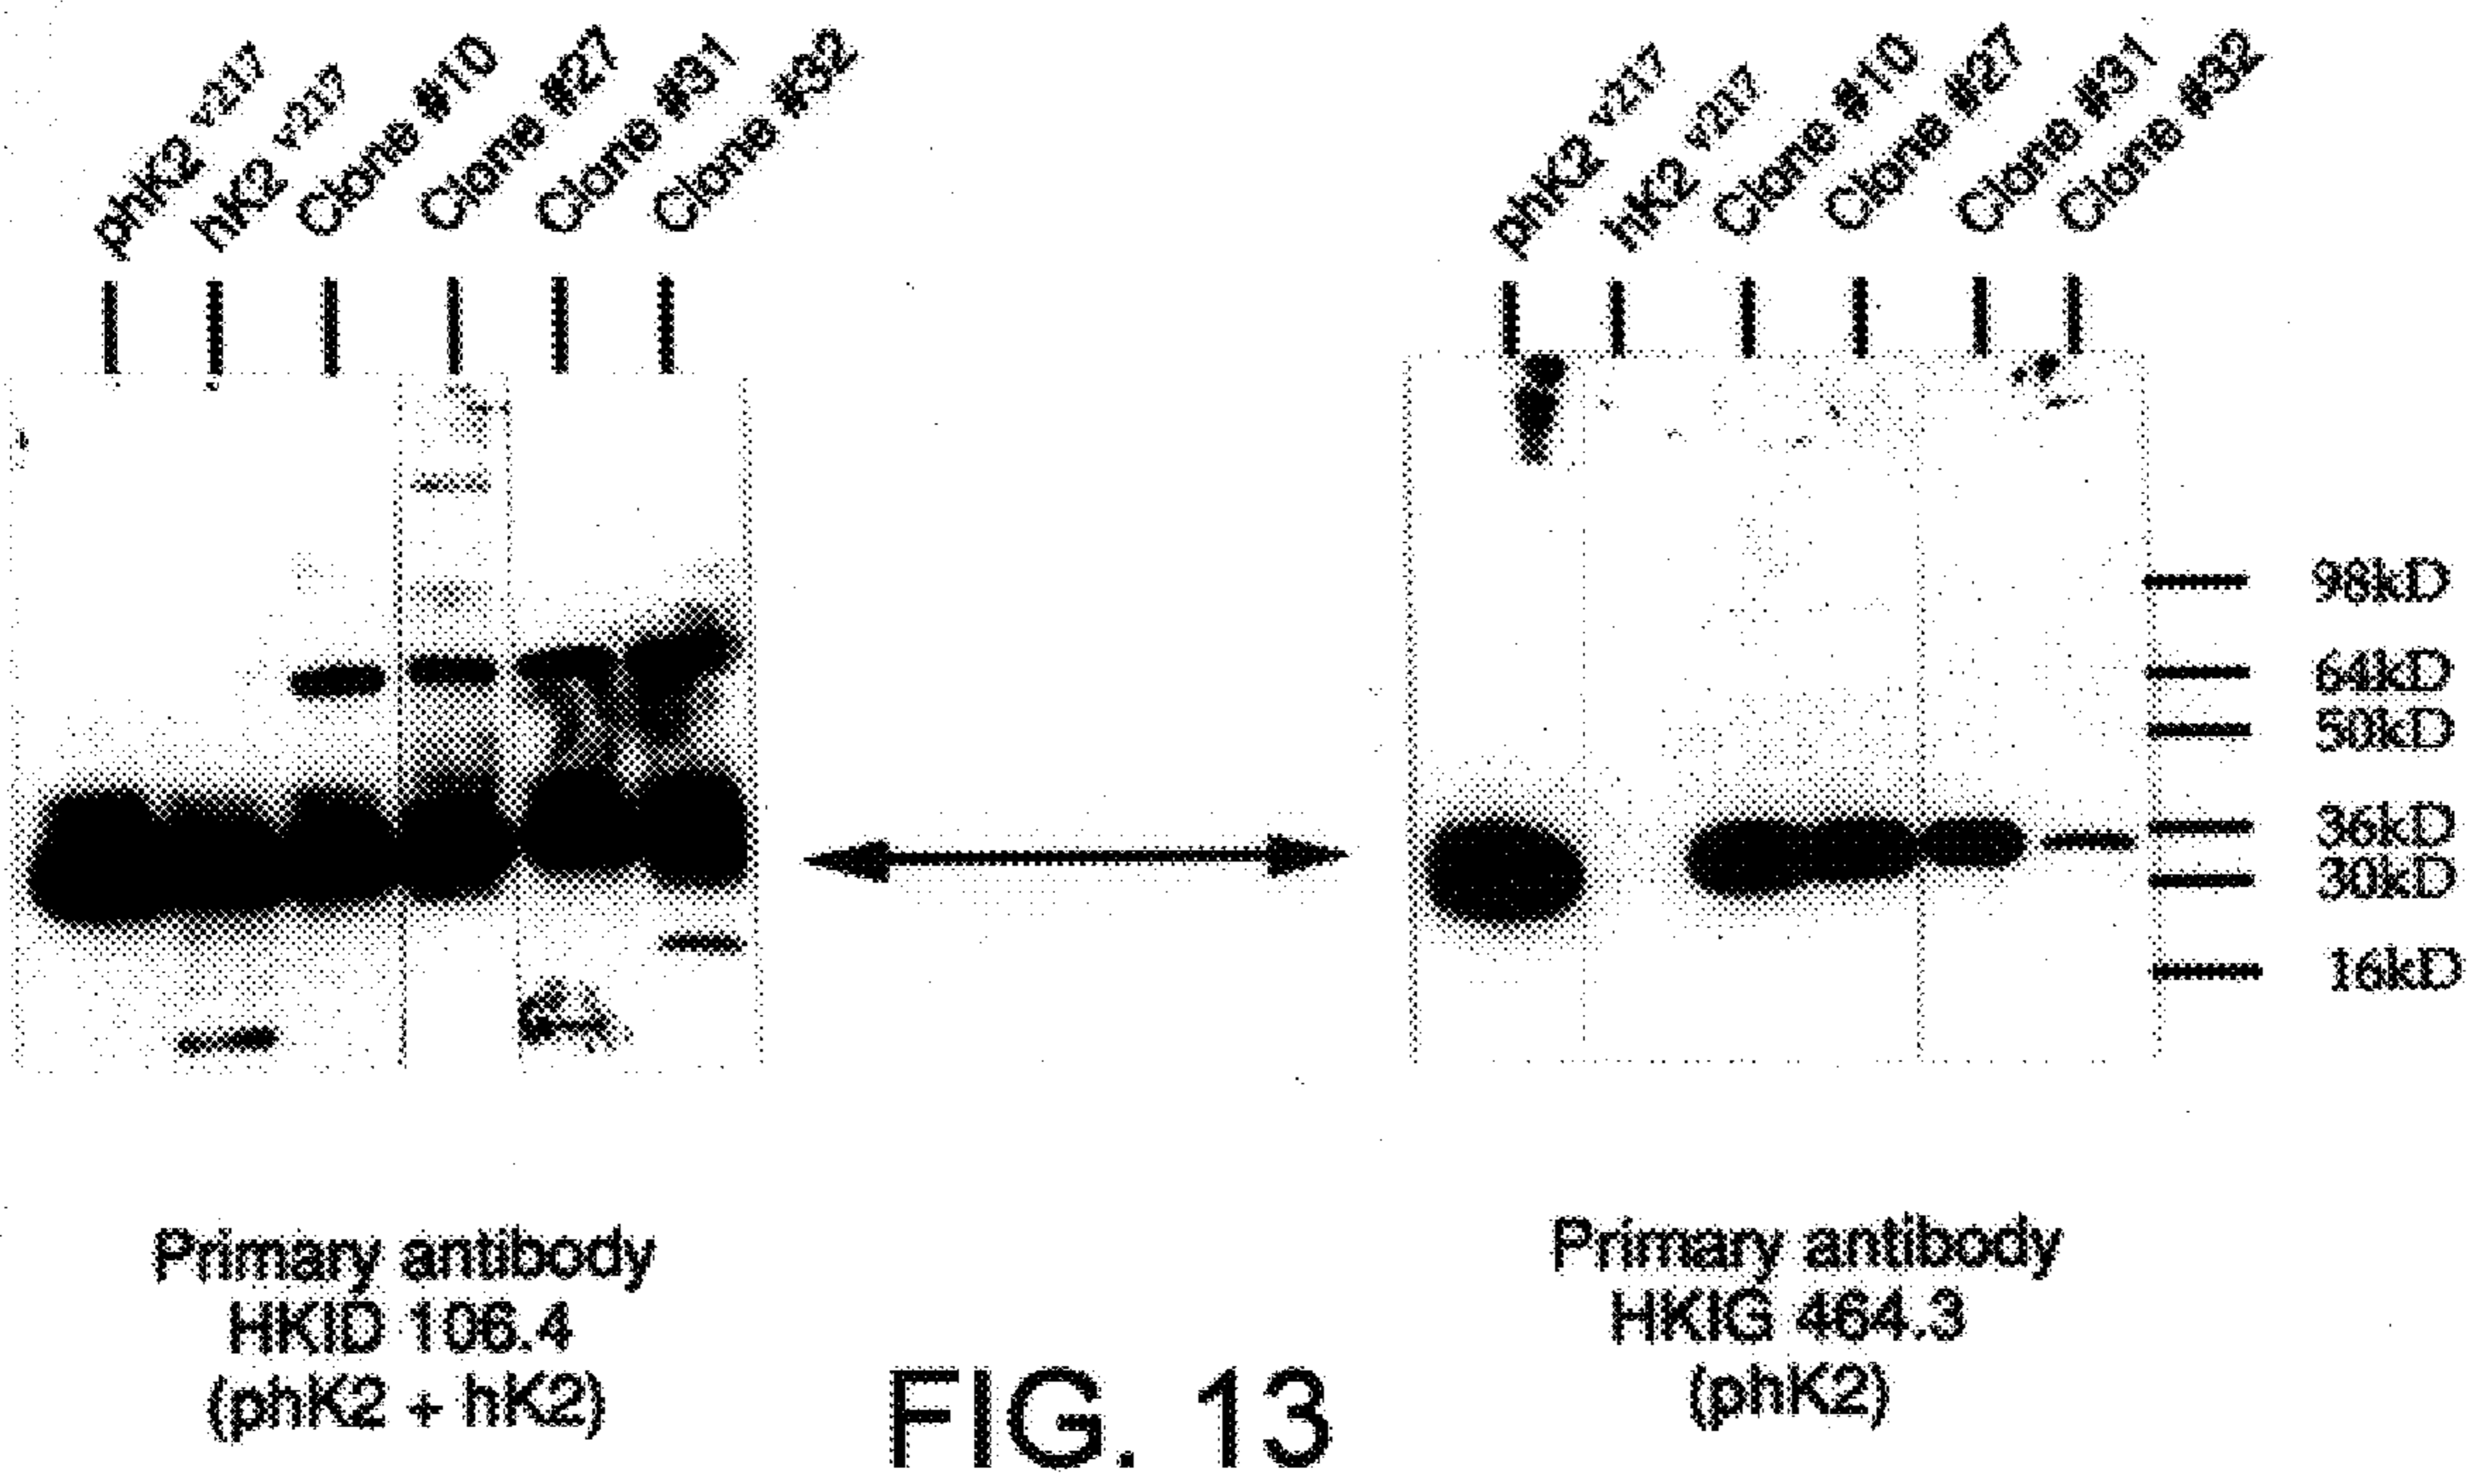 phK2 v217
hK2 v217
Clone #10
Clone #27
Clone #31
Clone #32
phK2 v217
hK2 v217
Clone #10
Clone #27
Clone #31
Clone #32
98kD
64kD
50kD
36kD
30kD
16kD
Primary antibody
HKID 106.4
(phK2 + hK2)
Primary antibody
HKIG 464.3
(phK2)
FIG. 13